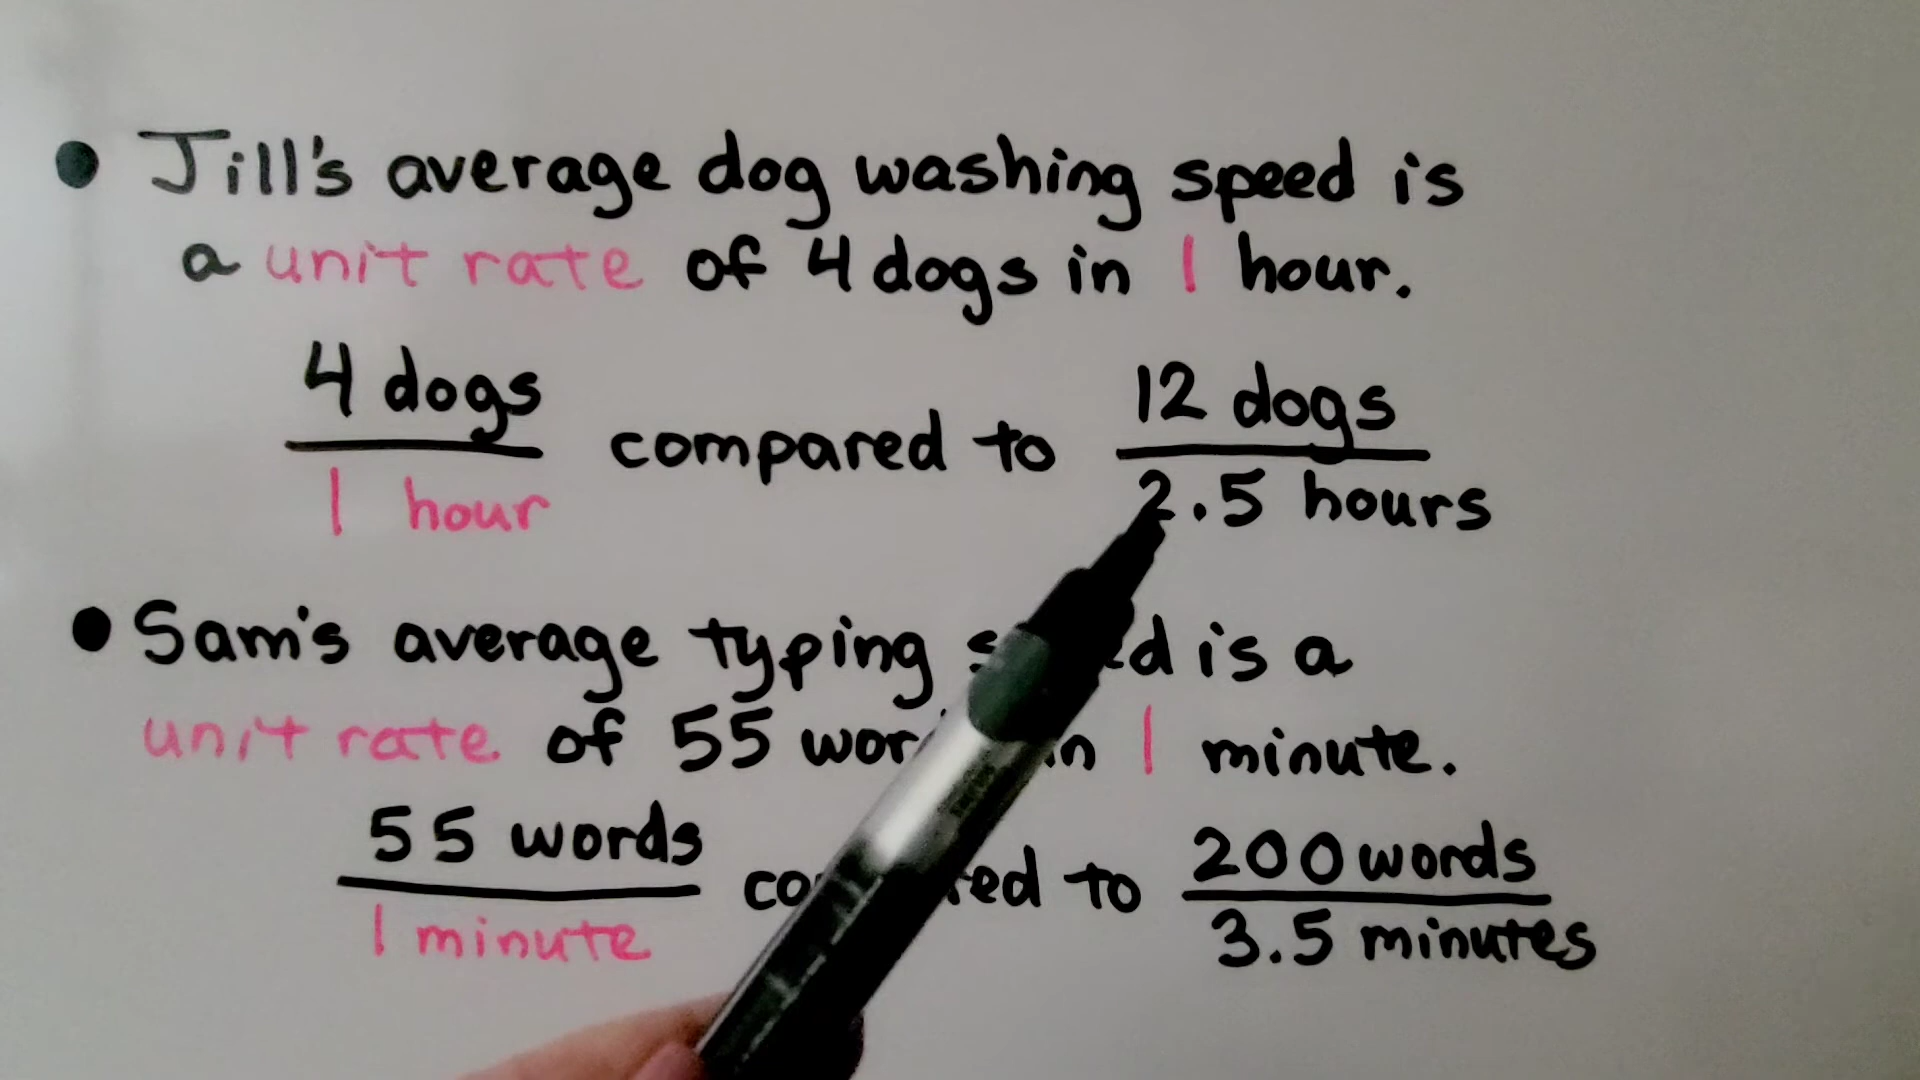 • Jill's average dog washing speed is
a unit rate of 4 dogs in 1 hour.
4 dogs compared to 12 dogs
1 hour 2.5 hours
• Sam's average typing is a
unit rate of 55 in 1 minute.
55 words to 200 words
1 minute 3.5 minutes